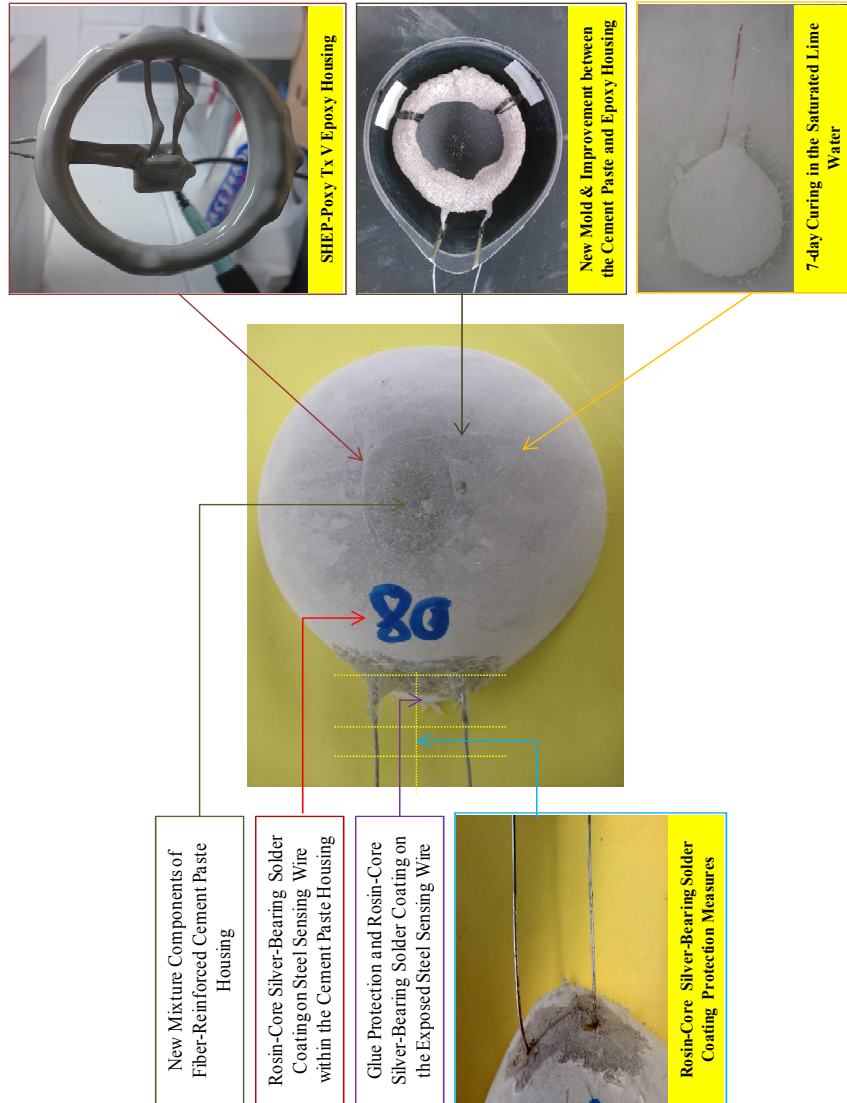 SHEP-Poxy Tx V Epoxy Housing
New Mold & Improvement between
the Cement Paste and Epoxy Housing
7-day Curing in the Saturated Lime
Water
80
New Mixture Components of
Fiber-Reinforced Cement Paste
Housing
Rosin-Core Silver-Bearing Solder
Coating on Steel Sensing Wire
within the Cement Paste Housing
Glue Protection and Rosin-Core
Silver-Bearing Solder Coating on
the Exposed Steel Sensing Wire
Rosin-Core Silver-Bearing Solder
Coating Protection Measures